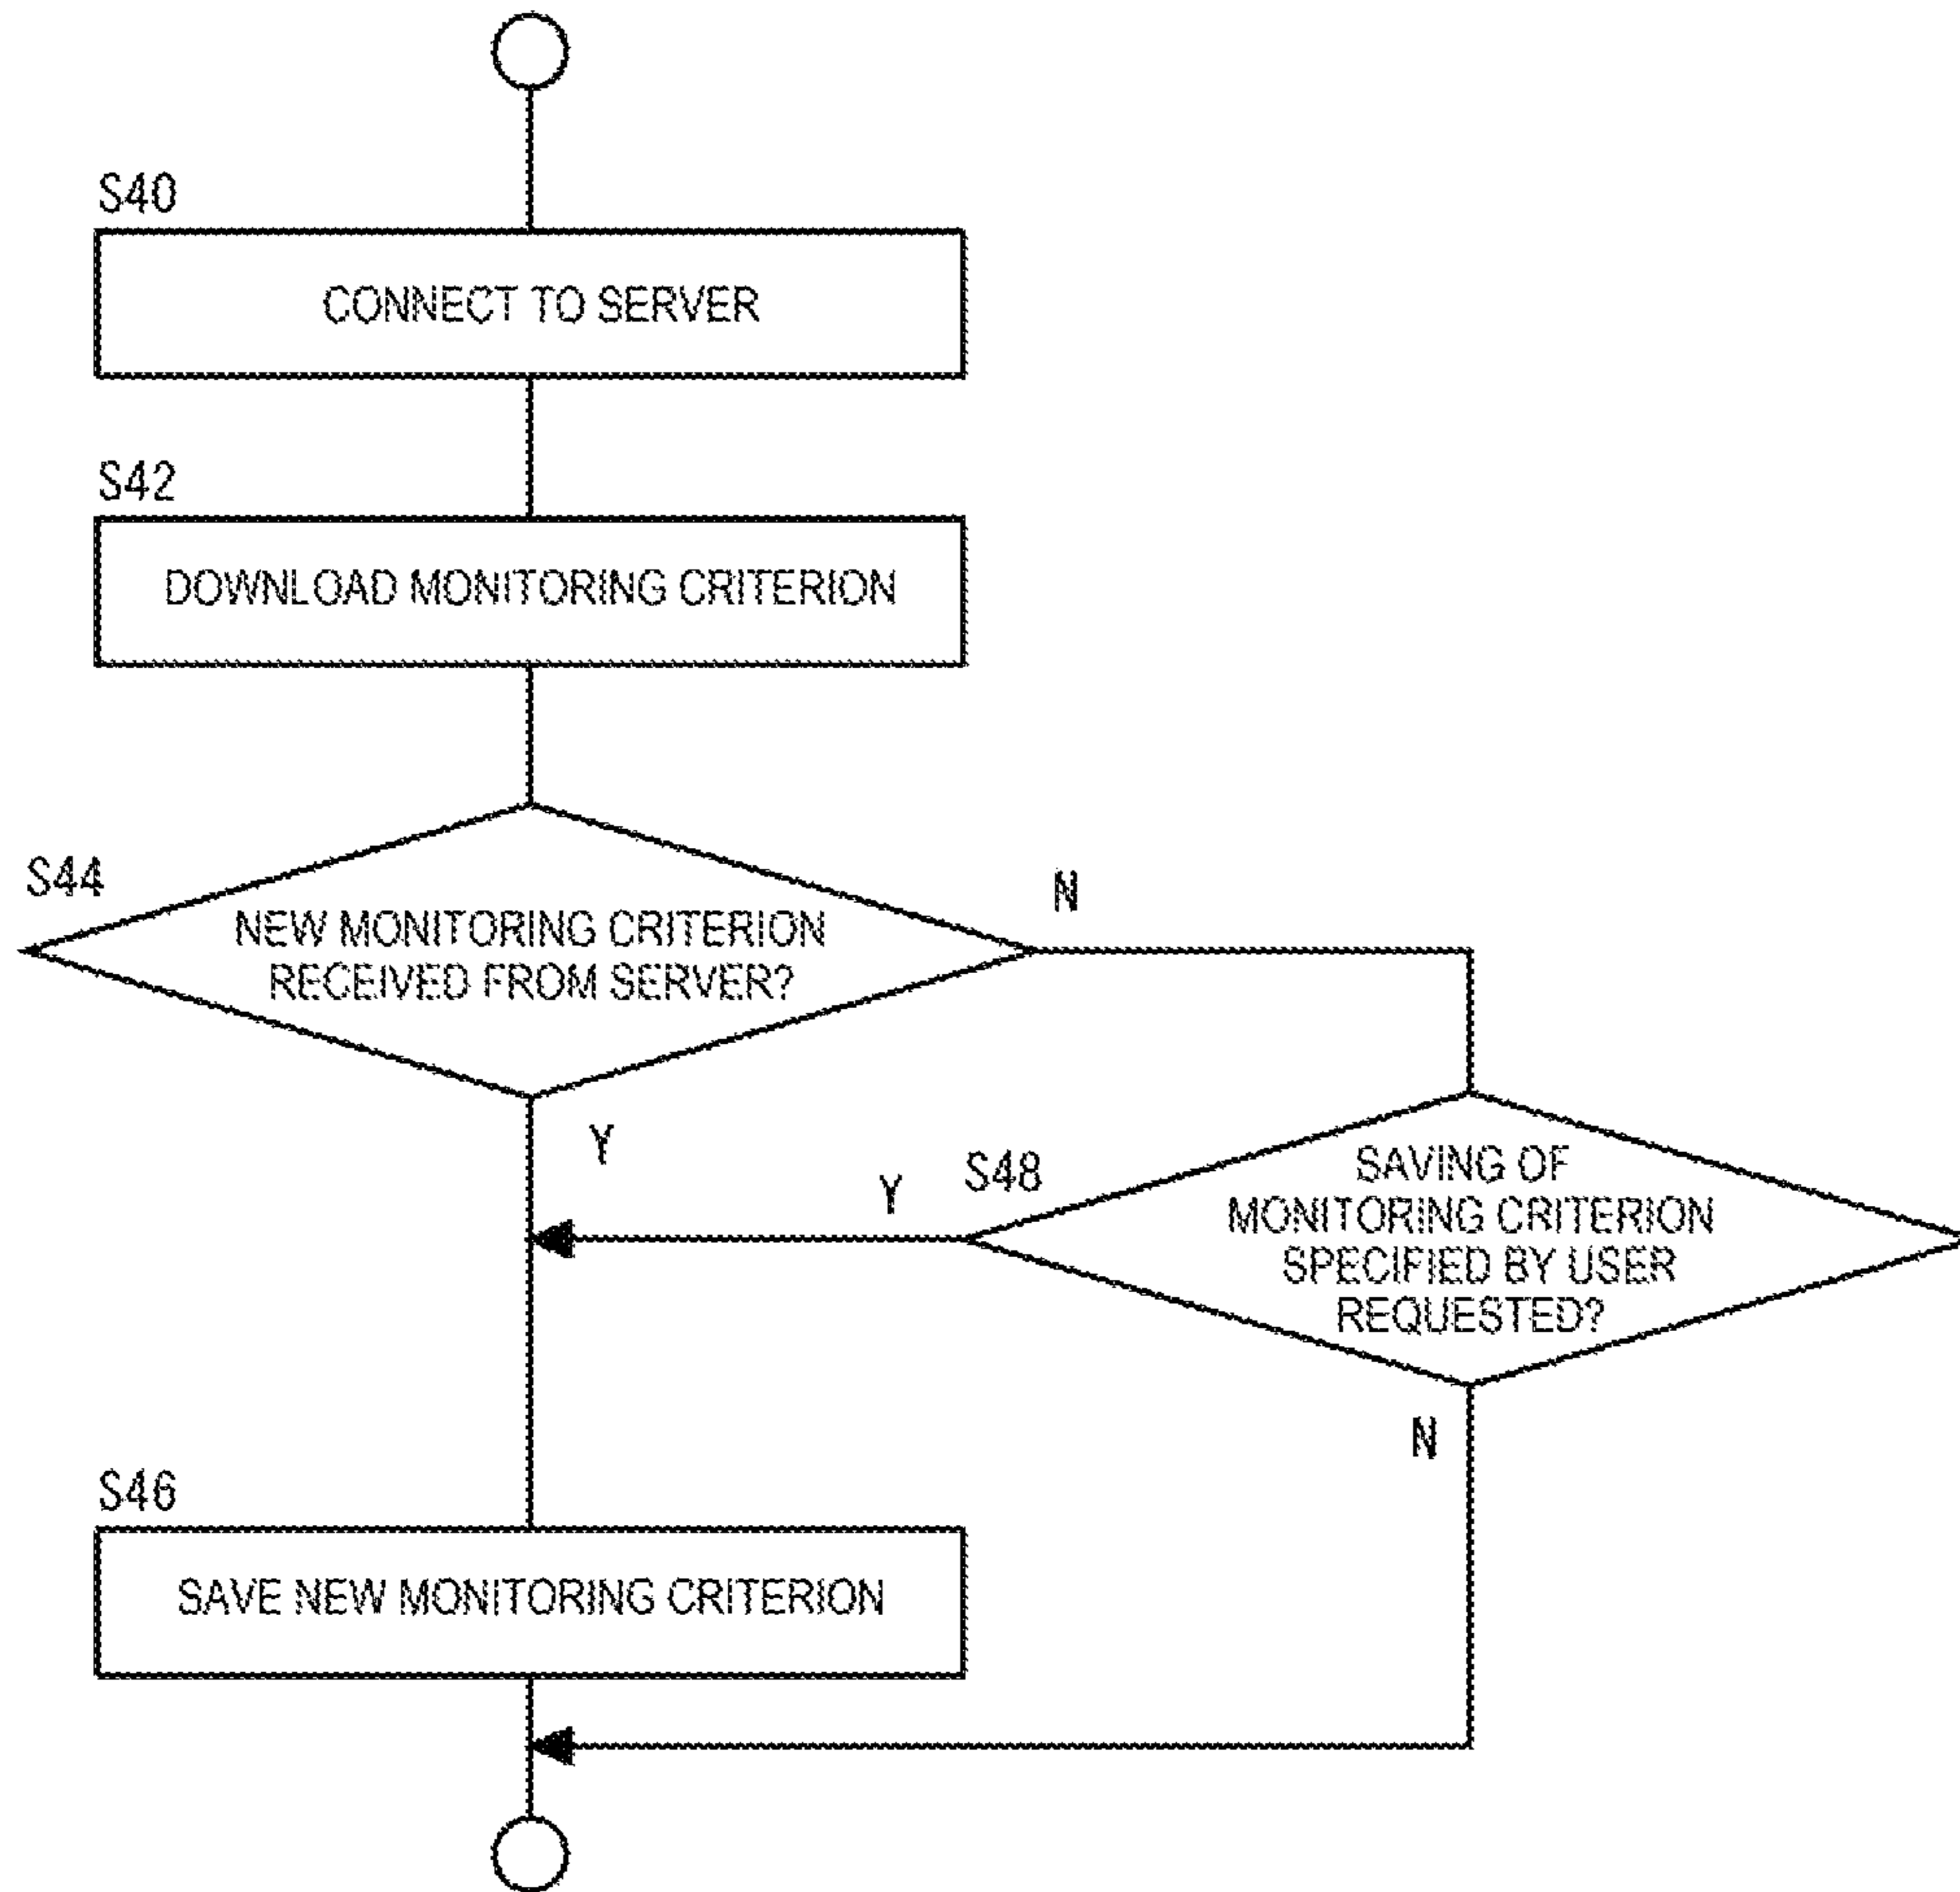 S40
CONNECT TO SERVER
S42
DOWNLOAD MONITORING CRITERION
S44
NEW MONITORING CRITERION
RECEIVED FROM SERVER?
N
Y
S48
Y
SAVING OF
MONITORING CRITERION
SPECIFIED BY USER
REQUESTED?
N
S46
SAVE NEW MONITORING CRITERION